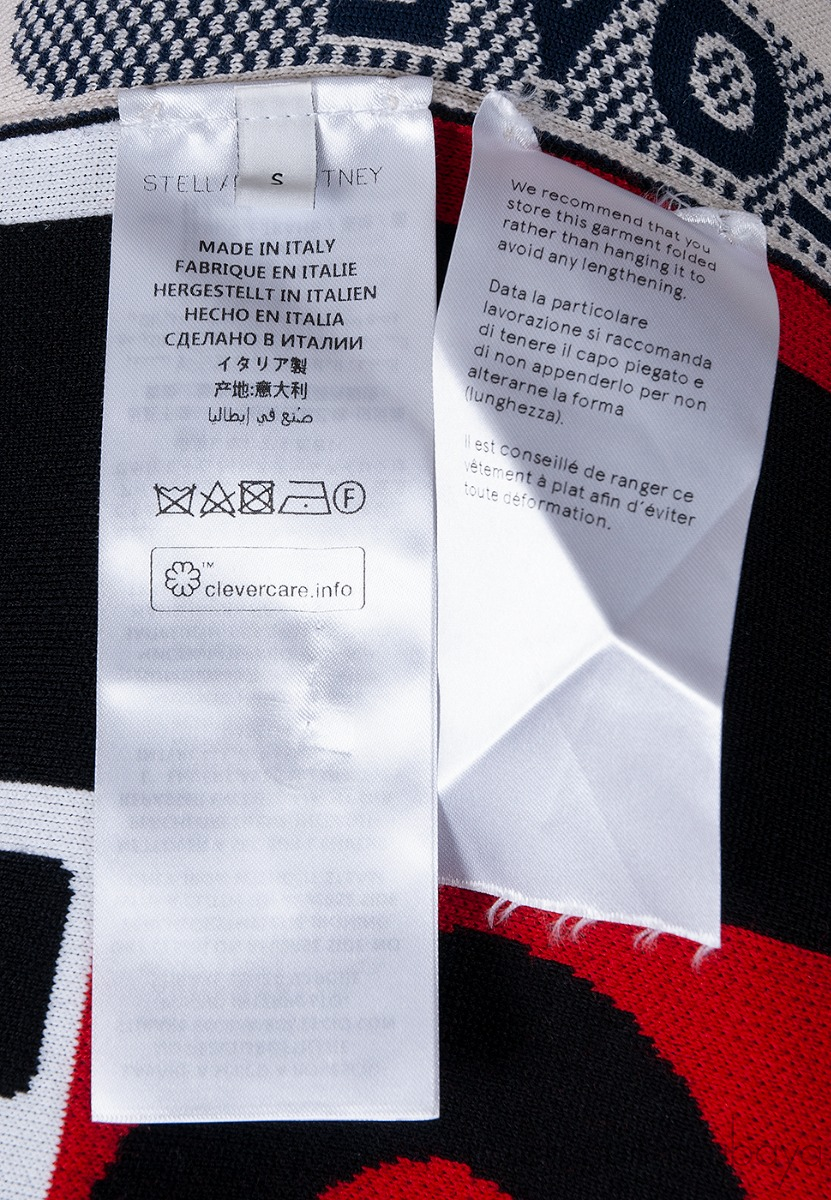 STELLA
S
TNEY
MADE IN ITALY
FABRIQUE EN ITALIE
HERGESTELLT IN ITALIEN
HECHO EN ITALIA
СДЕЛАНО В ИТАЛИИ
イタリア製
产地:意大利
صُنع في إيطاليا
F
TM
clevercare.info
We recommend that you
store this garment folded
rather than hanging it to
avoid any lengthening.
Data la particolare
lavorazione si raccomanda
di tenere il capo piegato e
di non appenderlo per non
alterarne la forma
(lunghezza).
Il est conseillé de ranger ce
vêtement à plat afin d'éviter
toute déformation.